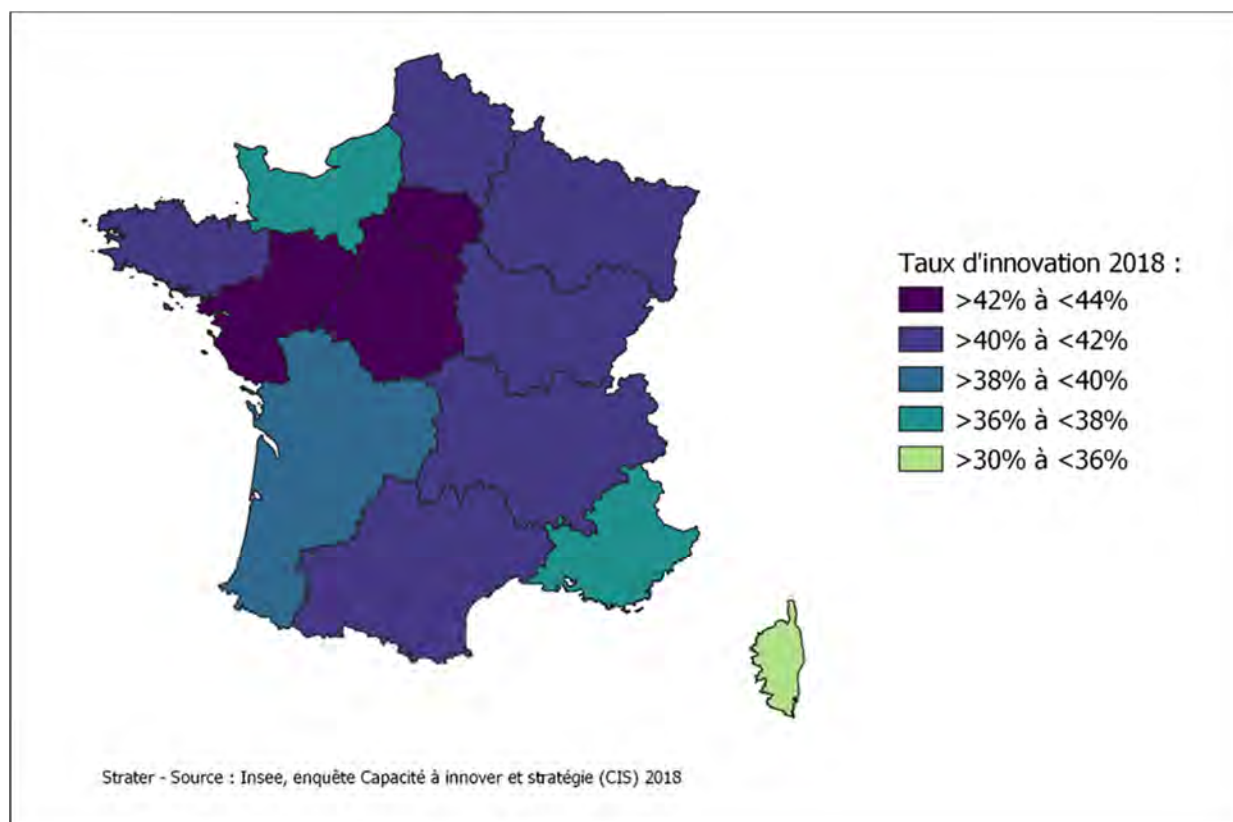 Taux d'innovation 2018 :
>42% à <44%
>40% à <42%
>38% à <40%
>36% à <38%
>30% à <36%
Strater - Source : Insee, enquête Capacité à innover et stratégie (CIS) 2018